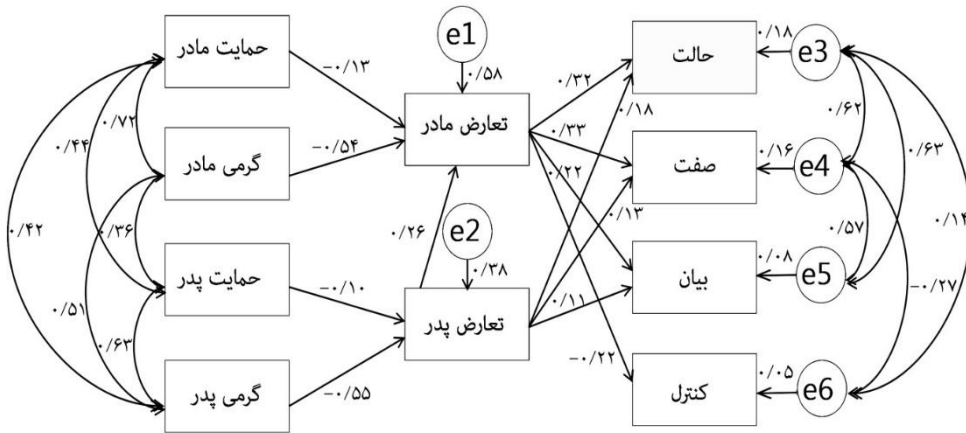 حمایت مادر
گرمی مادر
حمایت پدر
گرمی پدر
۰/۷۲
۰/۴۴
۰/۴۲
۰/۳۶
۰/۵۱
۰/۶۳
−۰/۱۳
−۰/۵۴
−۰/۱۰
−۰/۵۵
e1
۰/۵۸
تعارض مادر
۰/۲۶
e2
۰/۳۸
تعارض پدر
۰/۳۲
۰/۱۸
۰/۳۳
۰/۲۲
۰/۱۳
۰/۱۱
−۰/۲۲
حالت
۰/۱۸
e3
صفت
۰/۱۶
e4
بیان
۰/۰۸
e5
کنترل
۰/۰۵
e6
۰/۶۲
۰/۶۳
۰/۱۴
۰/۵۷
−۰/۲۷